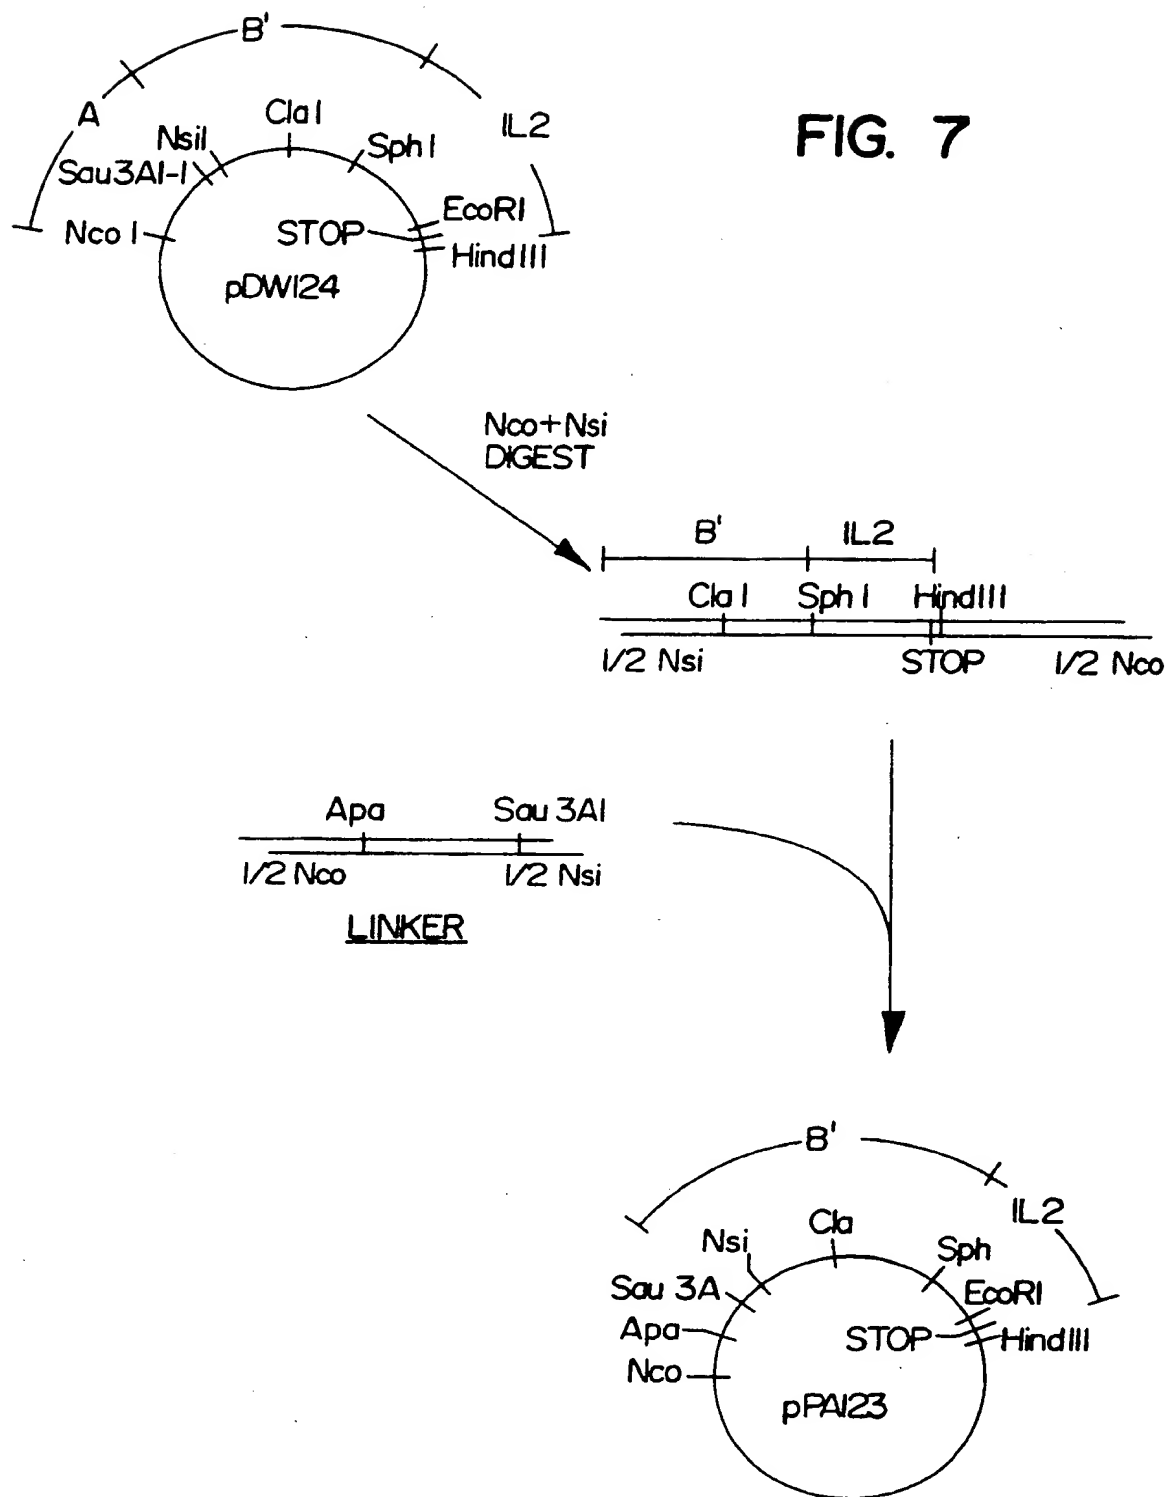 FIG. 7
B'
A
IL2
Cla I
NsiI
Sph I
Sau3AI-I
EcoRI
Nco I
STOP
HindIII
pDW124
Nco+Nsi
DIGEST
B'
IL2
Cla I
Sph I
HindIII
1/2 Nsi
STOP
1/2 Nco
Apa
Sau 3AI
1/2 Nco
1/2 Nsi
LINKER
B'
IL2
Cla
Nsi
Sph
Sau 3A
EcoRI
Apa
STOP
HindIII
Nco
pPA123